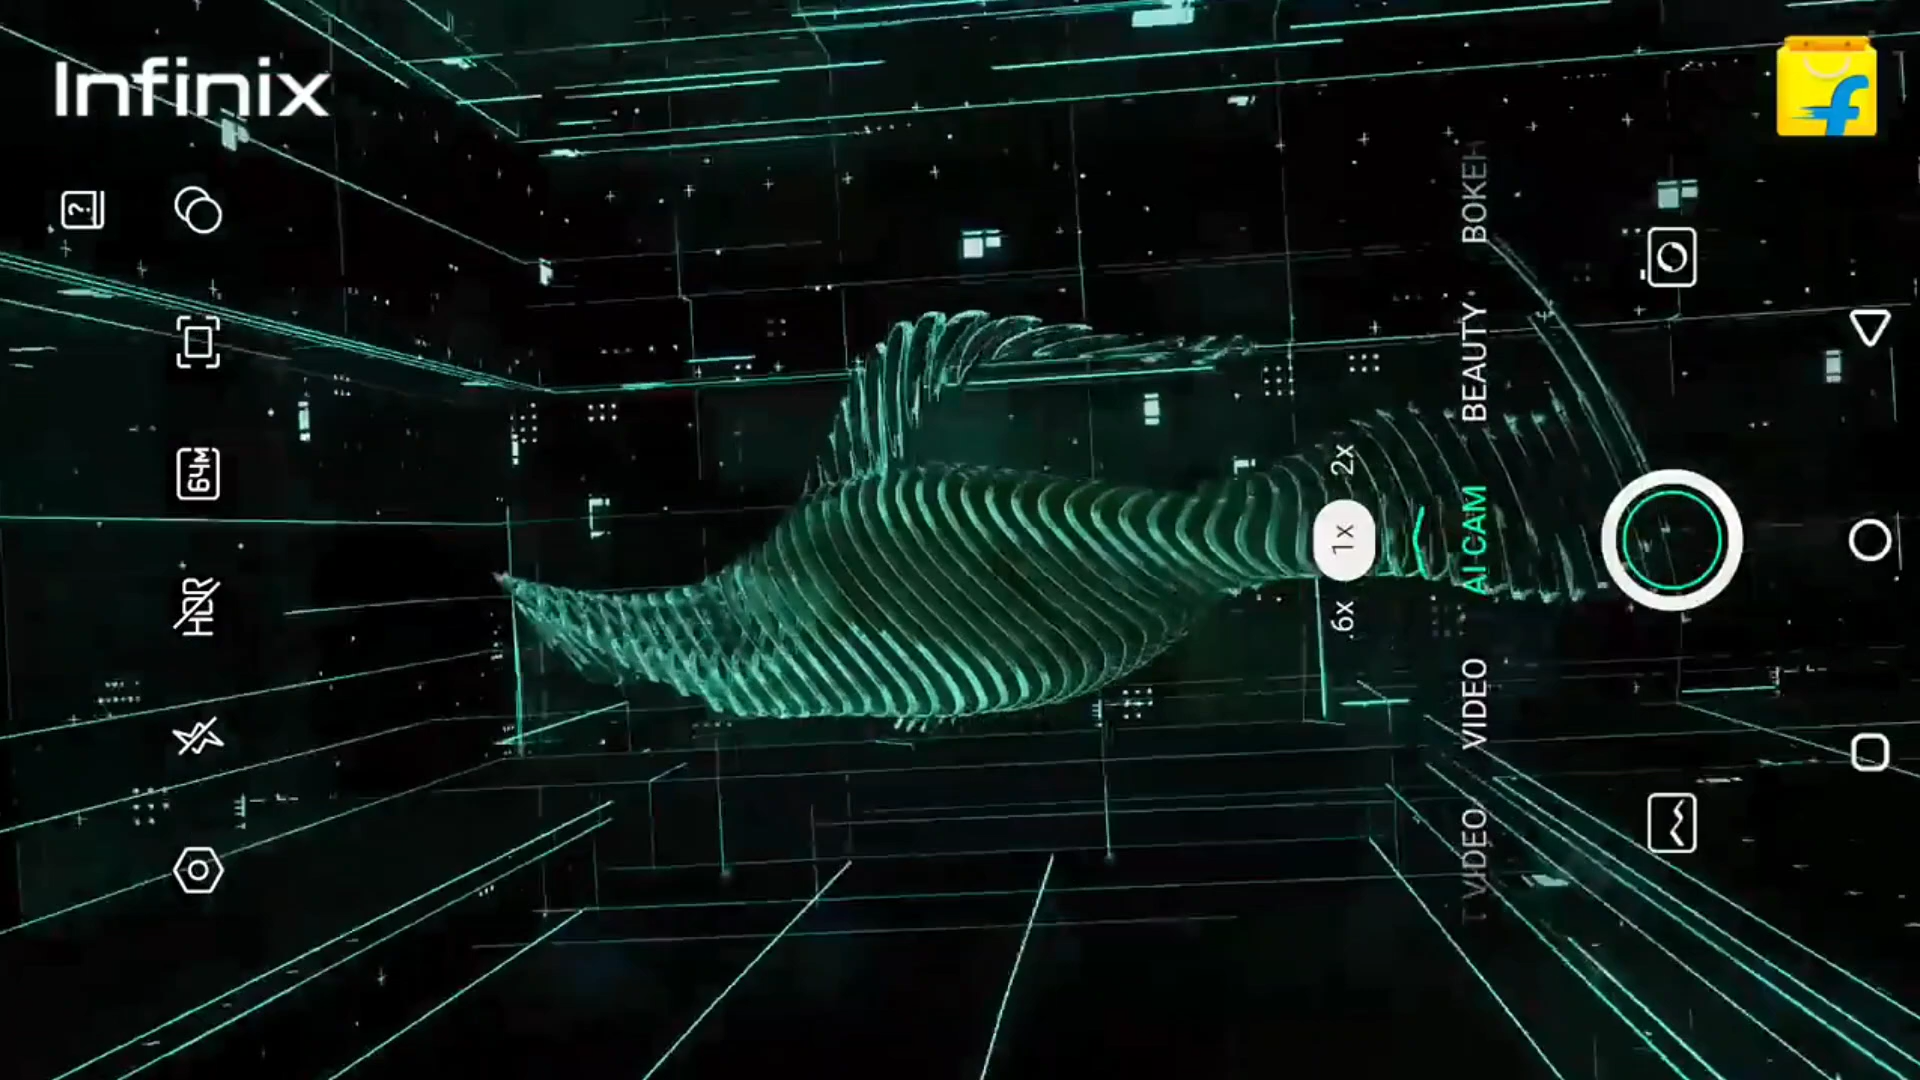 Infinix
64M
HDR
2x
1x
.6x
BOKEH
BEAUTY
AI CAM
VIDEO
T VIDEO